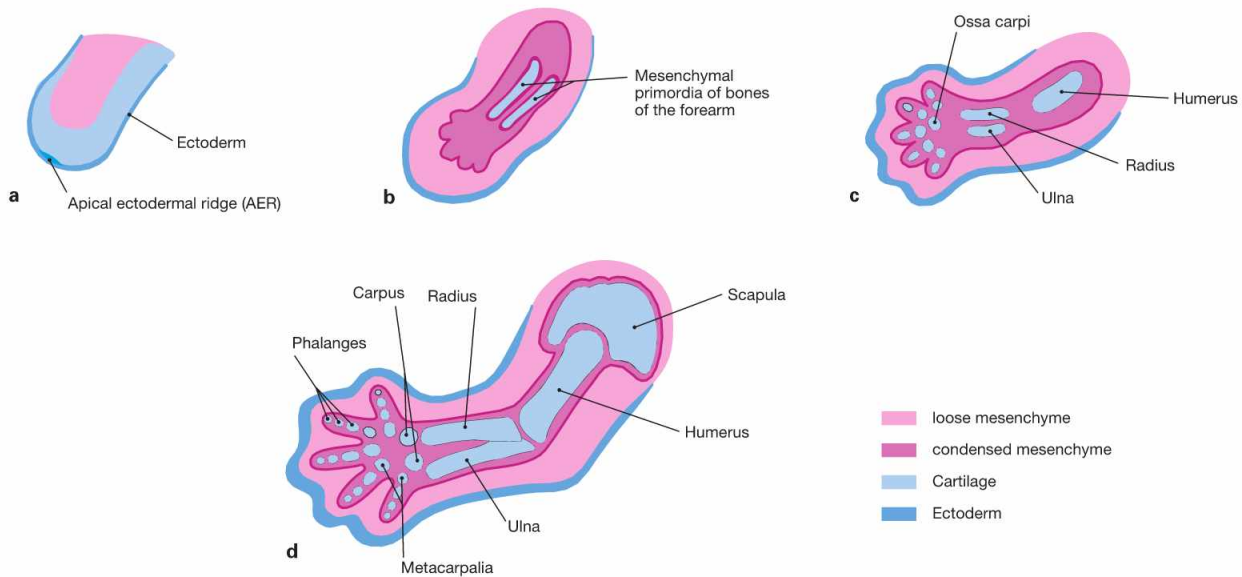 Ectoderm
Apical ectodermal ridge (AER)
a
Mesenchymal
primordia of bones
of the forearm
b
Ossa carpi
Humerus
Radius
Ulna
c
Carpus
Radius
Scapula
Phalanges
Humerus
Ulna
Metacarpalia
d
loose mesenchyme
condensed mesenchyme
Cartilage
Ectoderm